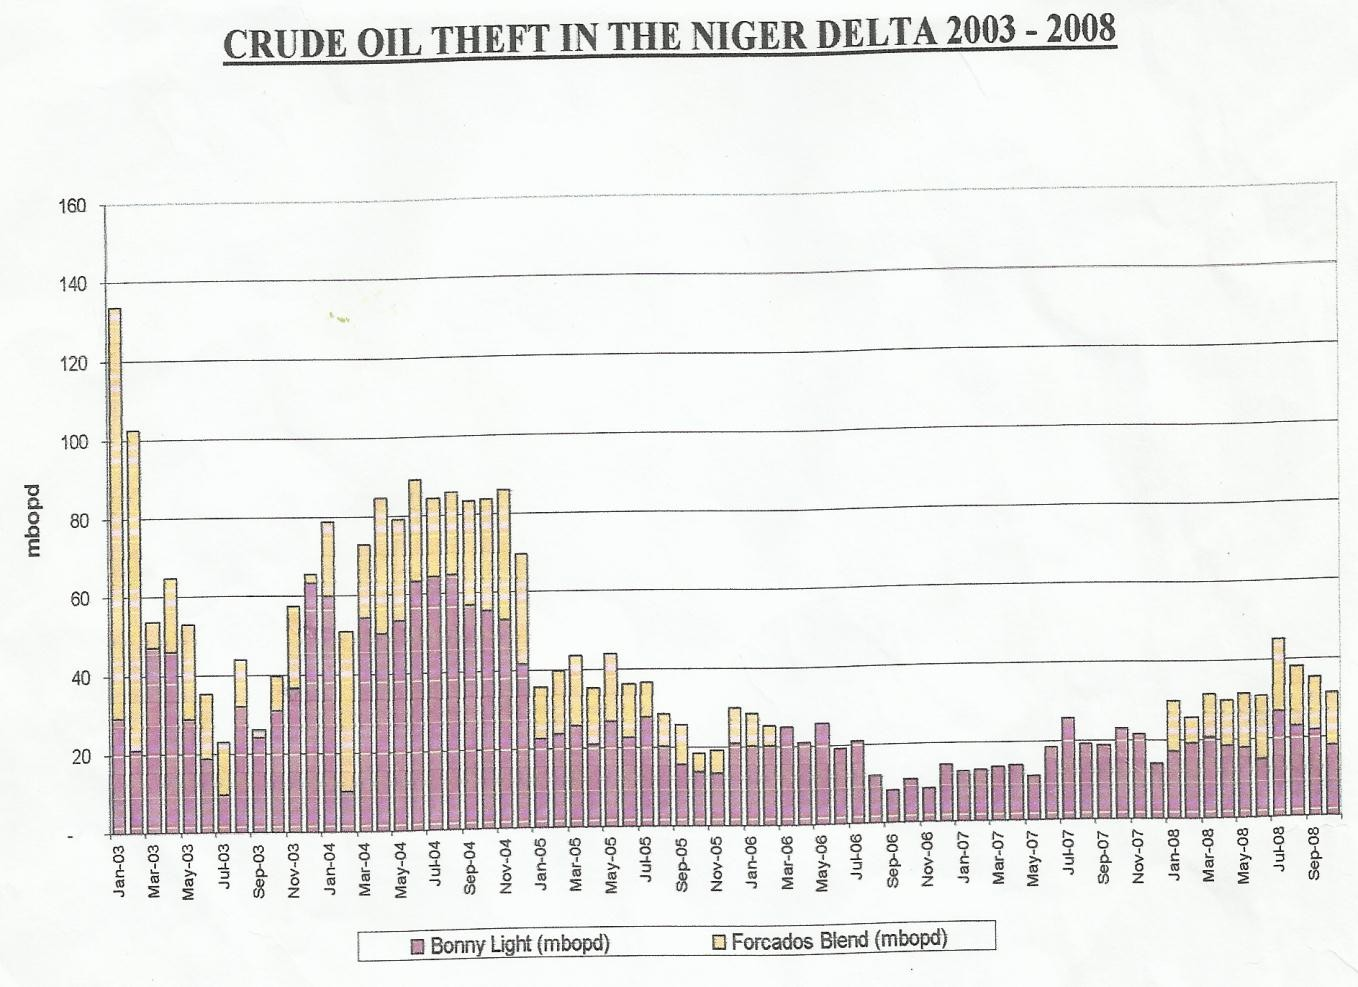 CRUDE OIL THEFT IN THE NIGER DELTA 2003 - 2008
160
140
120
100
80
60
40
20
-
mbopd
Jan-03
Mar-03
May-03
Jul-03
Sep-03
Nov-03
Jan-04
Mar-04
May-04
Jul-04
Sep-04
Nov-04
Jan-05
Mar-05
May-05
Jul-05
Sep-05
Nov-05
Jan-06
Mar-06
May-06
Jul-06
Sep-06
Nov-06
Jan-07
Mar-07
May-07
Jul-07
Sep-07
Nov-07
Jan-08
Mar-08
May-08
Jul-08
Sep-08
Bonny Light (mbopd) Forcados Blend (mbopd)